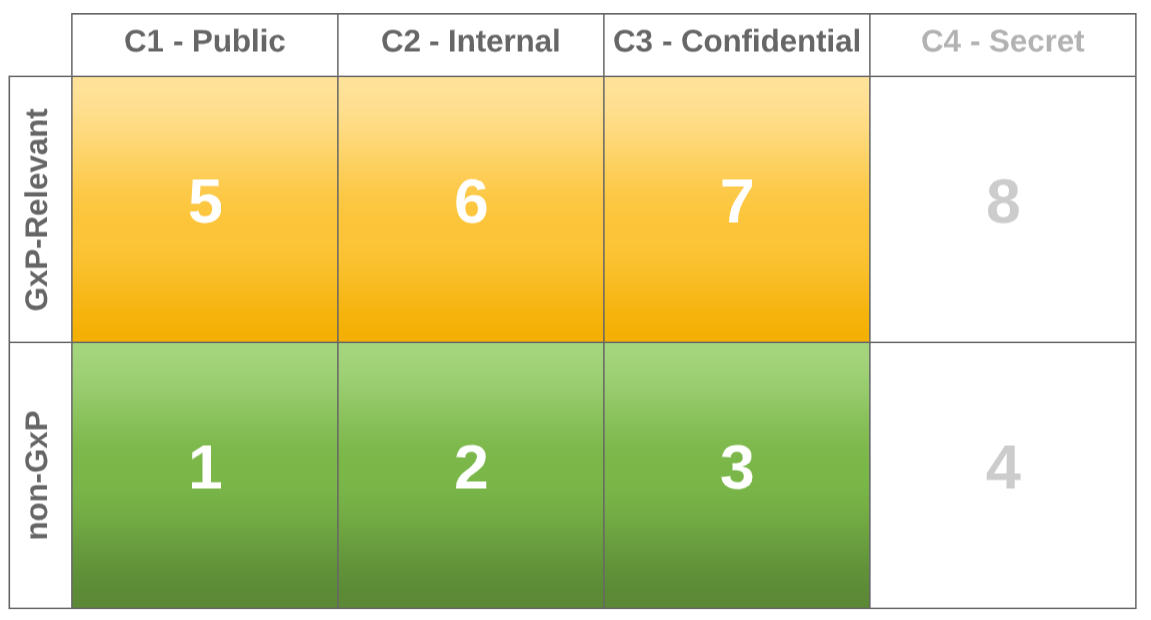 C1 - Public
C2 - Internal
C3 - Confidential
C4 - Secret
GxP-Relevant
5
6
7
8
non-GxP
1
2
3
4